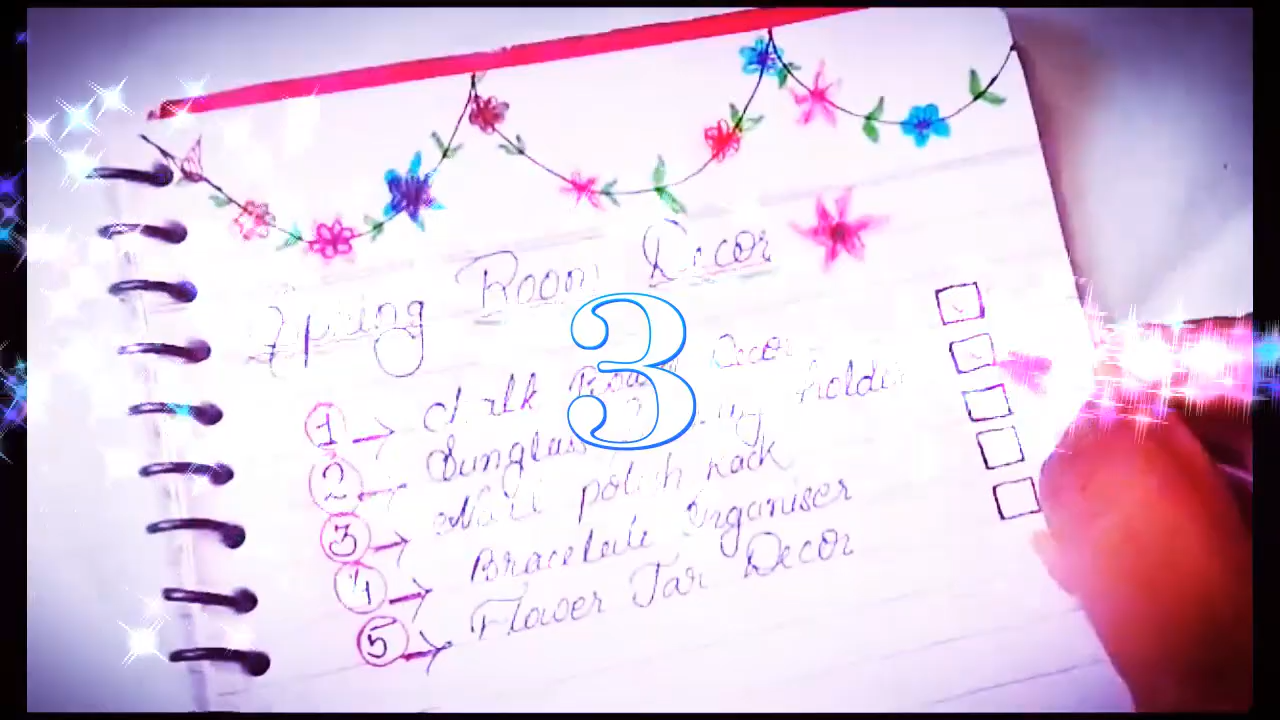 Spring Room Decor
3
1 → Chalk Board Decor
2 → Sunglass holder
3 → Nail polish rack
4 → Bracelate Organiser
5 → Flower Jar Decor